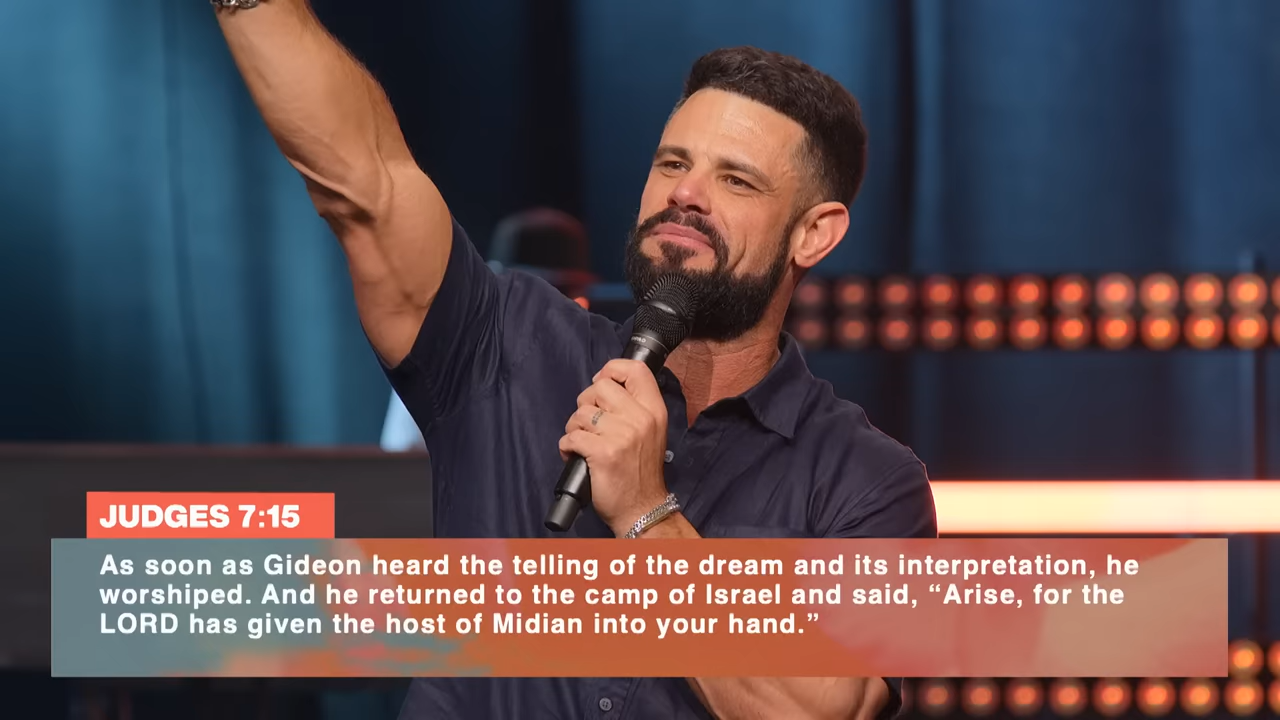 JUDGES 7:15
As soon as Gideon heard the telling of the dream and its interpretation, he
worshiped. And he returned to the camp of Israel and said, “Arise, for the
LORD has given the host of Midian into your hand.”